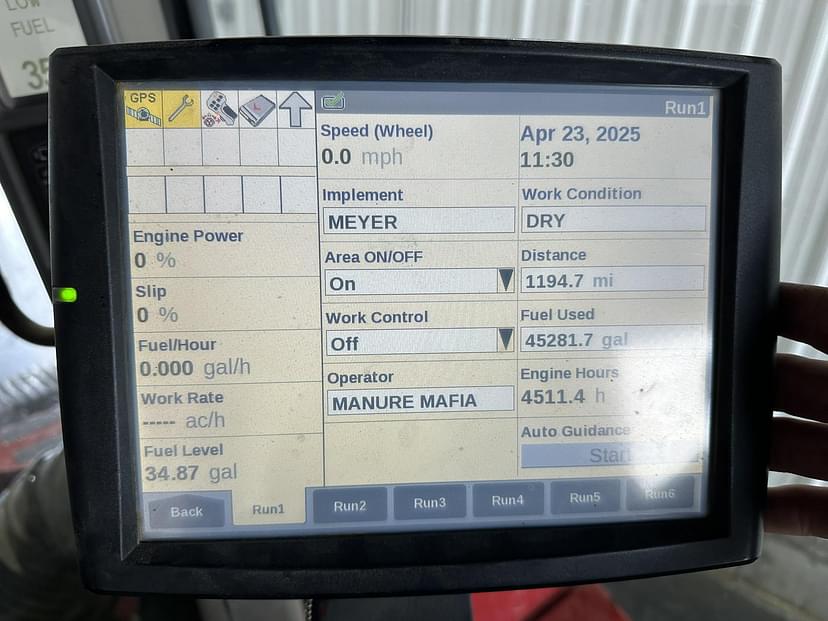 LOW
FUEL
35
GPS
Run1
Speed (Wheel)
0.0 mph
Apr 23, 2025
11:30
Implement
MEYER
Work Condition
DRY
Engine Power
0 %
Area ON/OFF
On
Distance
1194.7 mi
Slip
0 %
Work Control
Off
Fuel Used
45281.7 gal
Fuel/Hour
0.000 gal/h
Operator
MANURE MAFIA
Engine Hours
4511.4 h
Work Rate
----- ac/h
Auto Guidance
Start
Fuel Level
34.87 gal
Back
Run1
Run2
Run3
Run4
Run5
Run6